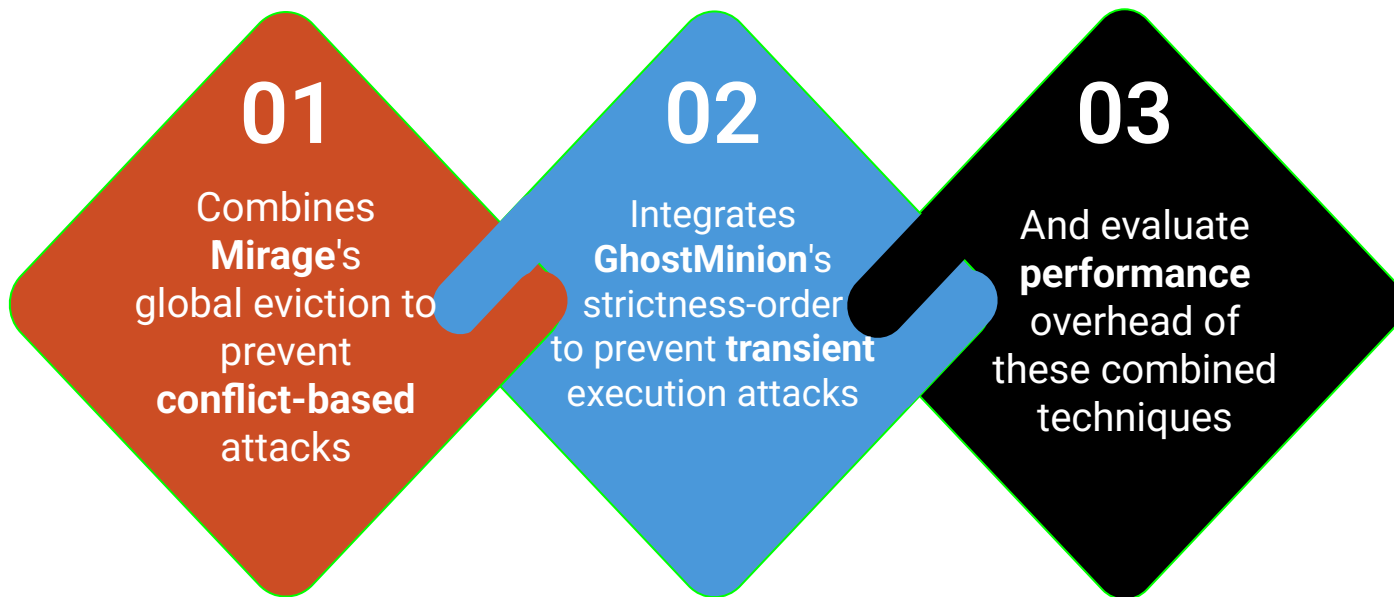 01
Combines
Mirage's
global eviction to
prevent
conflict-based
attacks
02
Integrates
GhostMinion's
strictness-order
to prevent transient
execution attacks
03
And evaluate
performance
overhead of
these combined
techniques